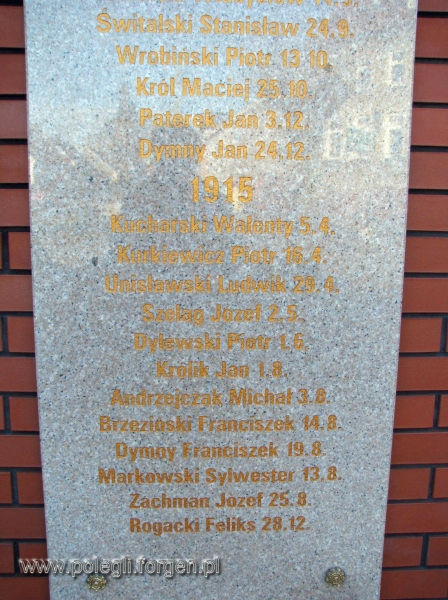 Świtalski Stanisław 24.9.
Wrobiński Piotr 13.10.
Król Maciej 25.10.
Paterek Jan 3.12.
Dymny Jan 24.12.
1915
Kucharski Walenty 5.4.
Karkiewicz Piotr 16.4.
Unisławski Ludwik 29.4.
Szeląg Jozef 2.5.
Dylewski Piotr 1.6.
Królik Jan 1.8.
Andrzejczak Michał 3.8.
Brzeziński Franciszek 14.8.
Dymny Franciszek 19.8.
Markowski Sylwester 13.8.
Zachman Jozef 25.8.
Rogacki Feliks 28.12.
www.polegli.forgen.pl